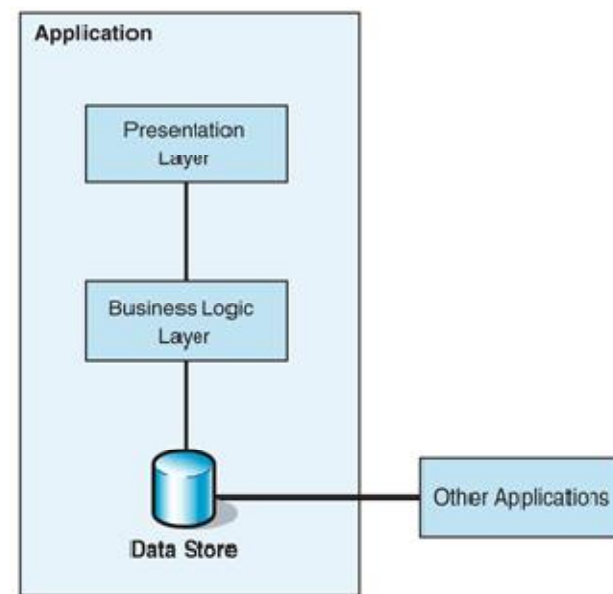 Application
Presentation
Layer
Business Logic
Layer
Data Store
Other Applications